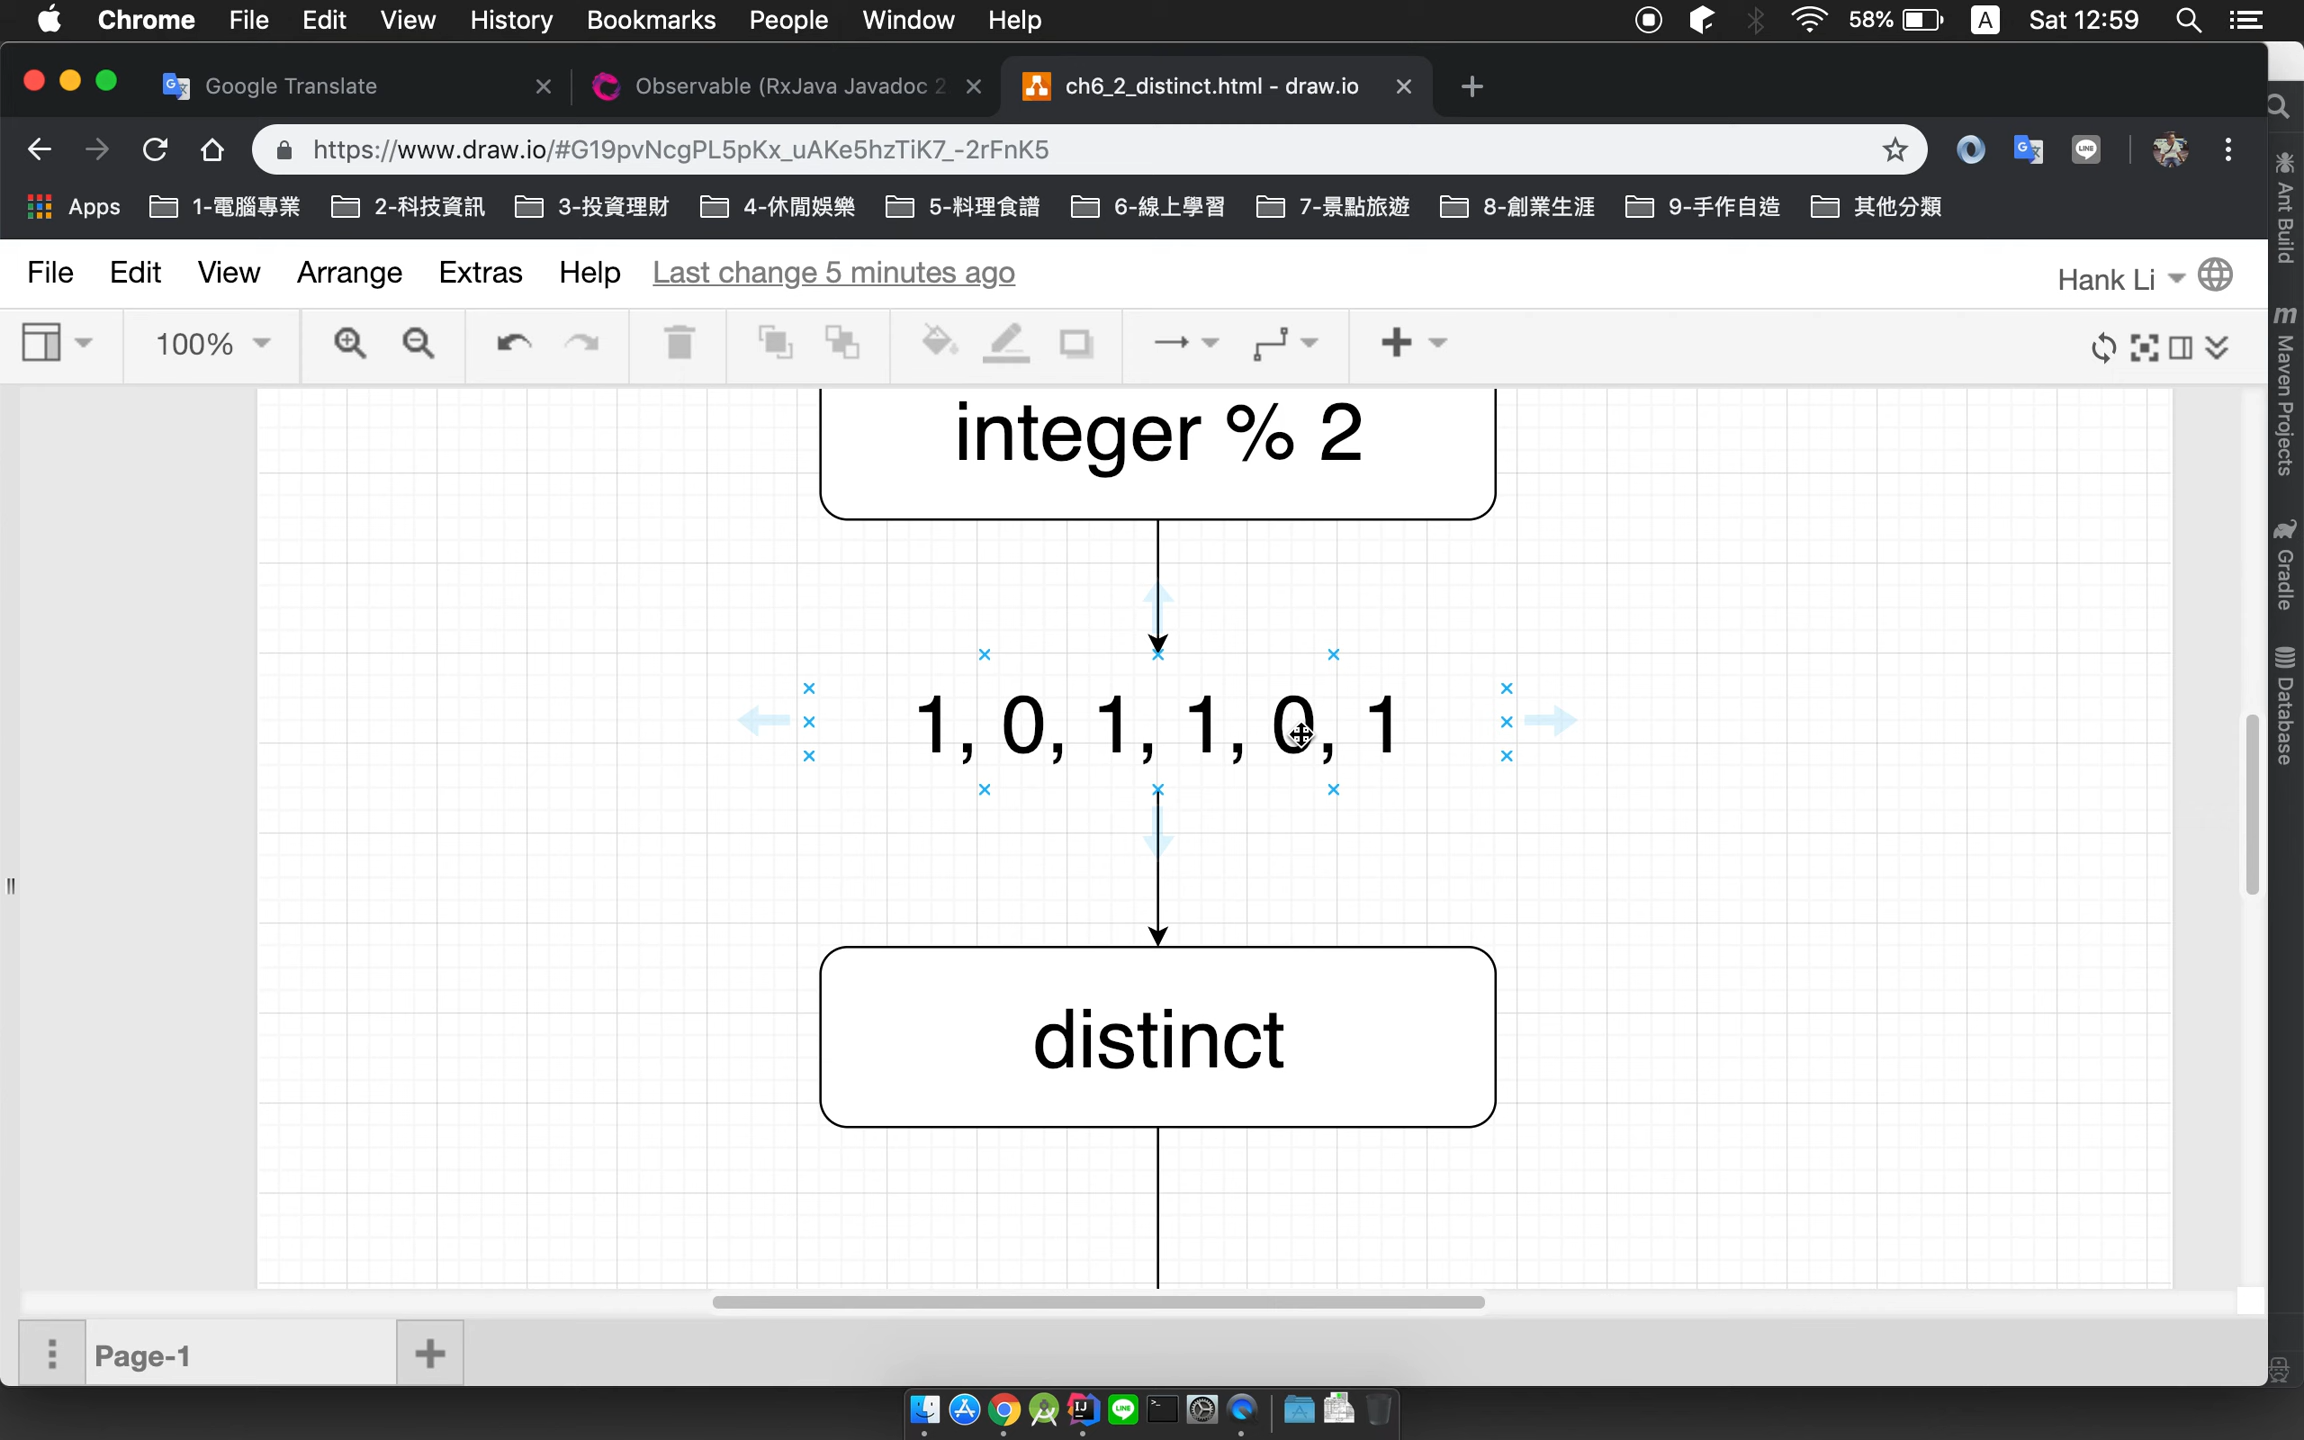 Chrome File Edit View History Bookmarks People Window Help 58% A Sat 12:59
Google Translate
Observable (RxJava Javadoc 2
ch6_2_distinct.html - draw.io
https://www.draw.io/#G19pvNcgPL5pKx_uAKe5hzTiK7_-2rFnK5
Apps 1-電腦專業 2-科技資訊 3-投資理財 4-休閒娛樂 5-料理食譜 6-線上學習 7-景點旅遊 8-創業生涯 9-手作自造 其他分類
File Edit View Arrange Extras Help Last change 5 minutes ago Hank Li
100%
integer % 2
1, 0, 1, 1, 0, 1
distinct
Page-1
Ant Build
Maven Projects
Gradle
Database